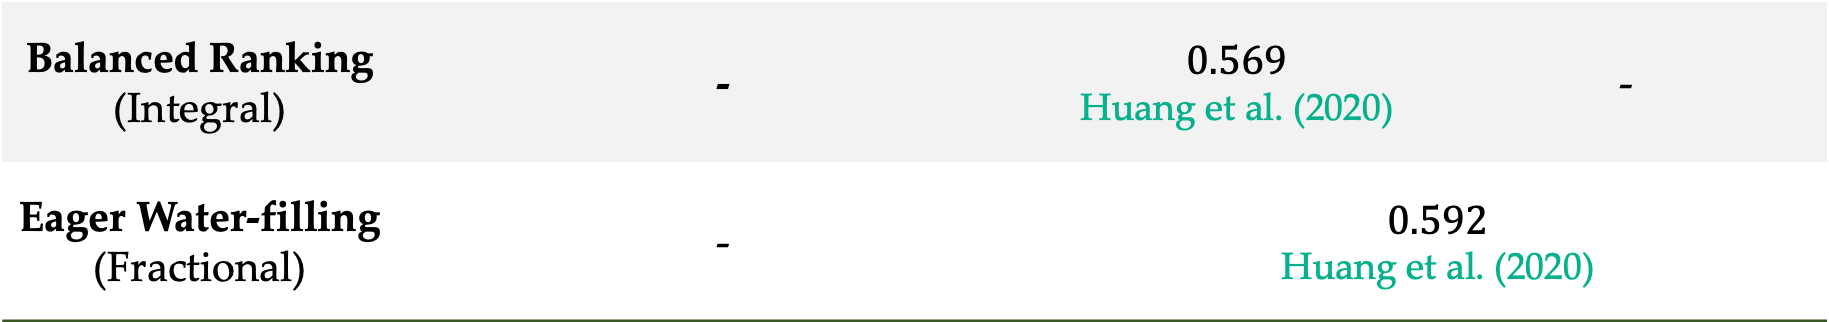 Balanced Ranking
(Integral)
-
0.569
Huang et al. (2020)
-
Eager Water-filling
(Fractional)
-
0.592
Huang et al. (2020)